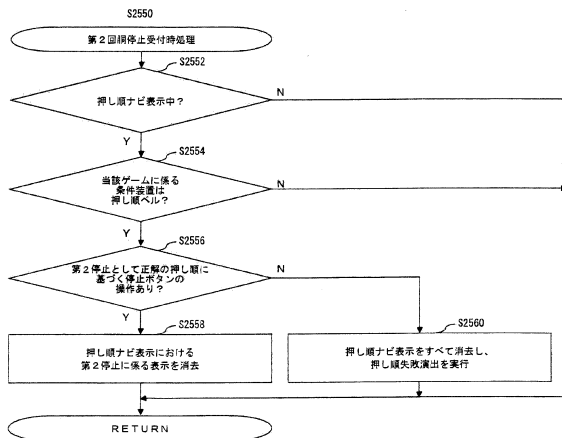 S2550
第2回胴停止受付時処理
S2552
押し順ナビ表示中？
N
Y
S2554
当該ゲームに係る
条件装置は
押し順ベル？
N
Y
S2556
第2停止として正解の押し順に
基づく停止ボタンの
操作あり？
N
Y
S2558
押し順ナビ表示における
第2停止に係る表示を消去
S2560
押し順ナビ表示をすべて消去し、
押し順失敗演出を実行
RETURN